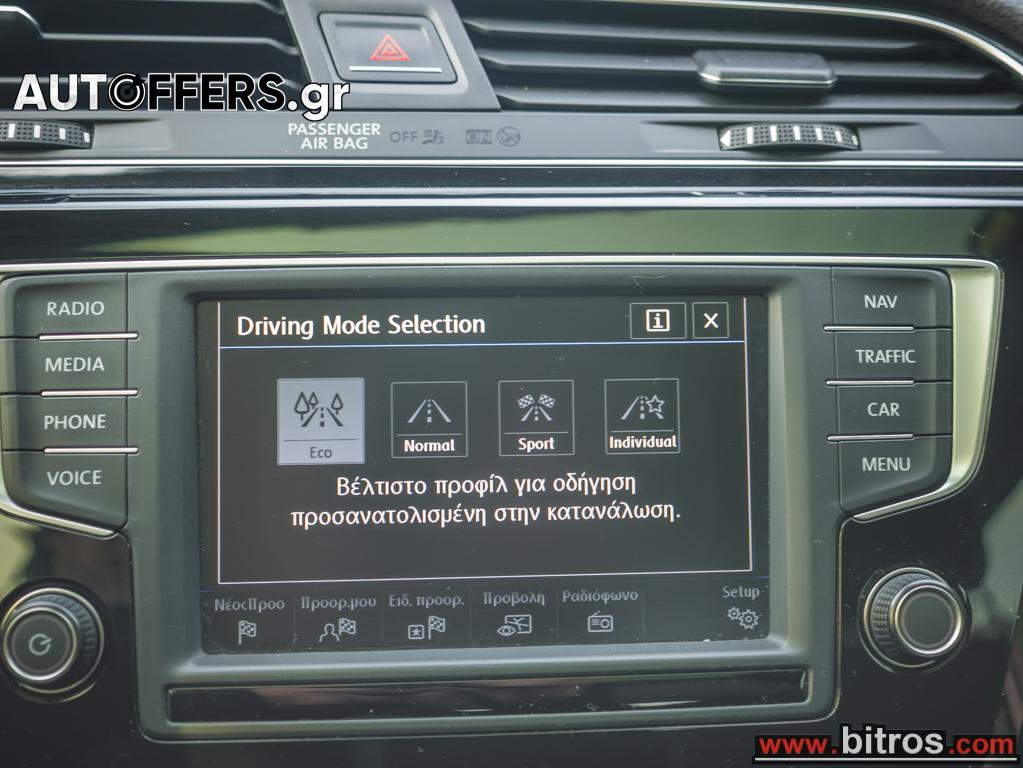 AUTOFFERS.gr
PASSENGER
AIR BAG
OFF
ON
RADIO
MEDIA
PHONE
VOICE
Driving Mode Selection
i
X
Eco
Normal
Sport
Individual
Βέλτιστο προφίλ για οδήγηση
προσανατολισμένη στην κατανάλωση.
ΝέοςΠροο
Προορ.μου
Ειδ. προόρ.
Προβολή
Ραδιόφωνο
Setup
NAV
TRAFFIC
CAR
MENU
www.bitros.com